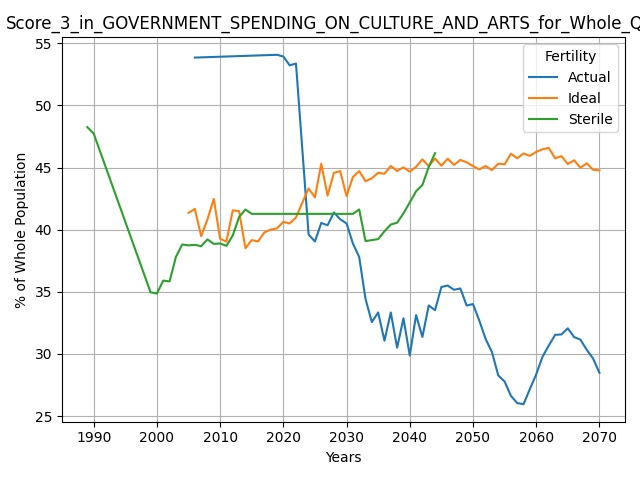 Score_3_in_GOVERNMENT_SPENDING_ON_CULTURE_AND_ARTS_for_Whole_Q
Fertility
Actual
Ideal
Sterile
% of Whole Population
55
50
45
40
35
30
25
1990 2000 2010 2020 2030 2040 2050 2060 2070
Years